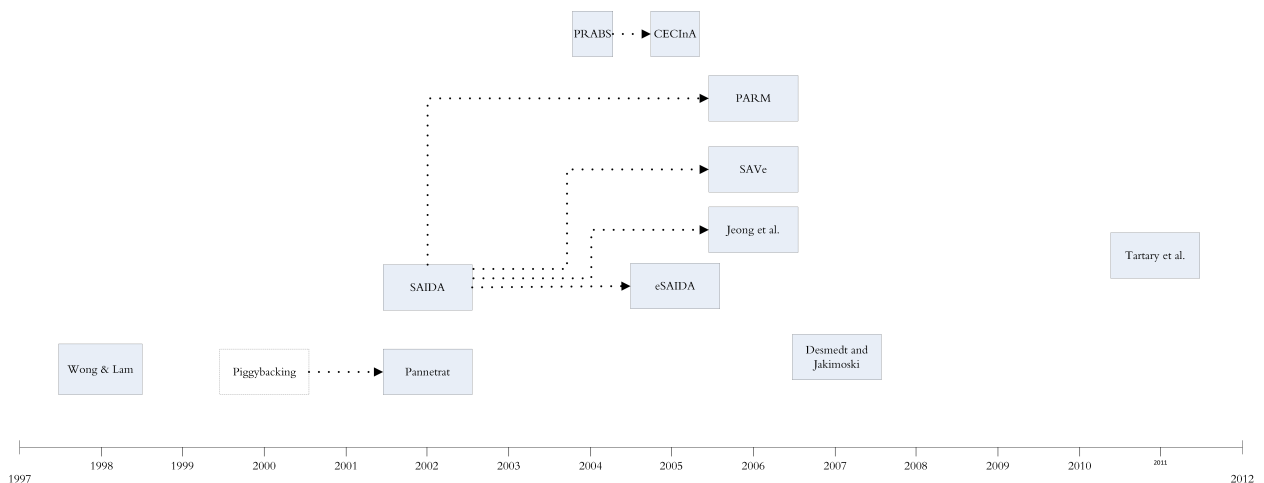 PRABS
CECInA
PARM
SAVe
Jeong et al.
Tartary et al.
SAIDA
eSAIDA
Desmedt and
Jakimoski
Wong & Lam
Piggybacking
Pannetrat
1997
1998
1999
2000
2001
2002
2003
2004
2005
2006
2007
2008
2009
2010
2011
2012